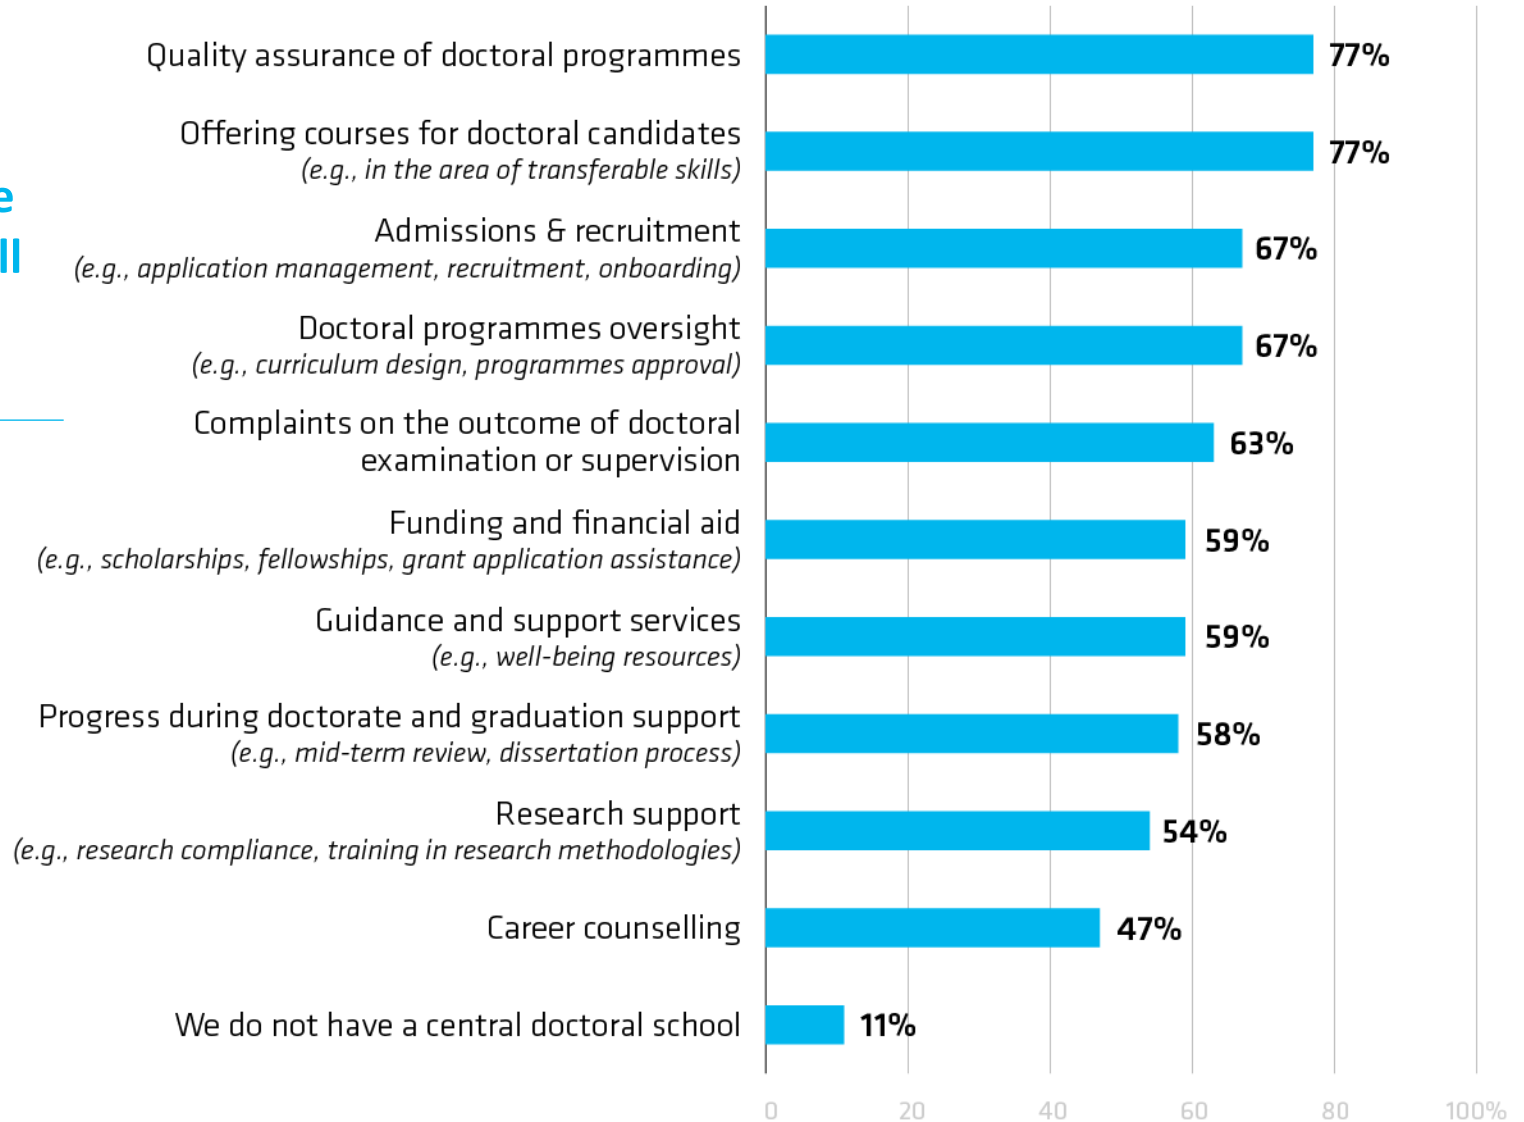 Quality assurance of doctoral programmes 77%
Offering courses for doctoral candidates
(e.g., in the area of transferable skills) 77%
e
ll
Admissions & recruitment
(e.g., application management, recruitment, onboarding) 67%
Doctoral programmes oversight
(e.g., curriculum design, programmes approval) 67%
Complaints on the outcome of doctoral
examination or supervision 63%
Funding and financial aid
(e.g., scholarships, fellowships, grant application assistance) 59%
Guidance and support services
(e.g., well-being resources) 59%
Progress during doctorate and graduation support
(e.g., mid-term review, dissertation process) 58%
Research support
(e.g., research compliance, training in research methodologies) 54%
Career counselling 47%
We do not have a central doctoral school 11%
0 20 40 60 80 100%